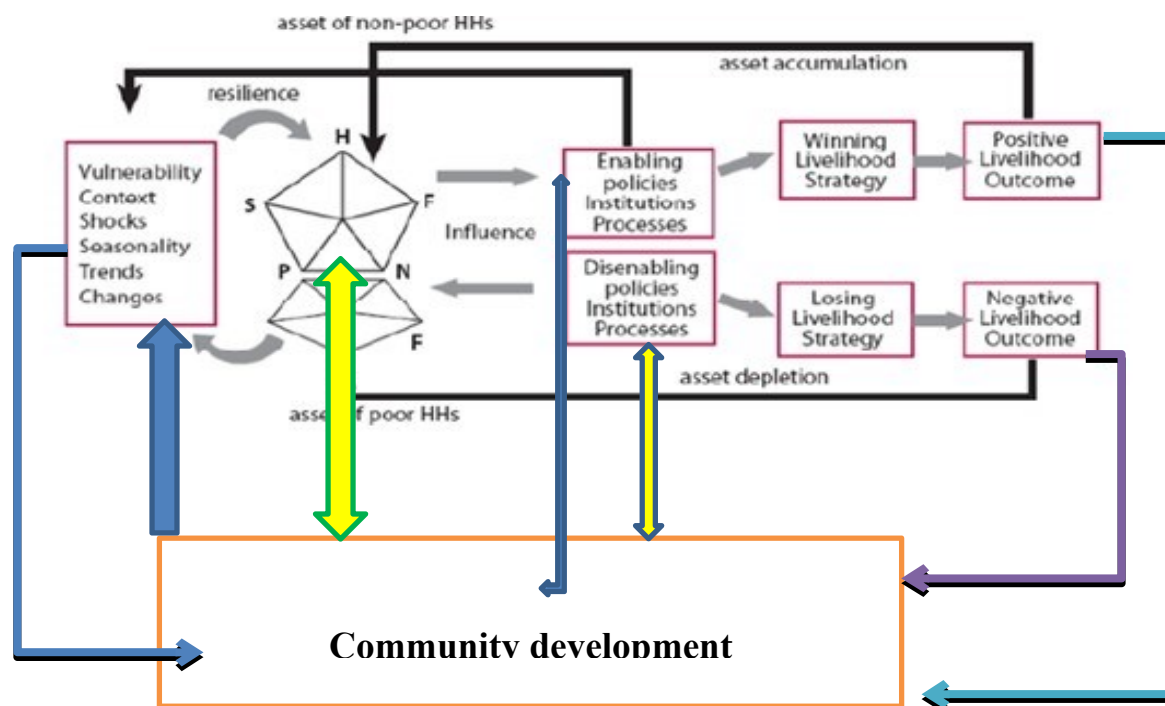 asset of non-poor HHs
asset accumulation
resilience
H
S
F
P
N
F
Vulnerability
Context
Shocks
Seasonality
Trends
Changes
Influence
Enabling
policies
Institutions
Processes
Disenabling
policies
Institutions
Processes
Winning
Livelihood
Strategy
Positive
Livelihood
Outcome
Losing
Livelihood
Strategy
Negative
Livelihood
Outcome
asset depletion
asset of poor HHs
Community development